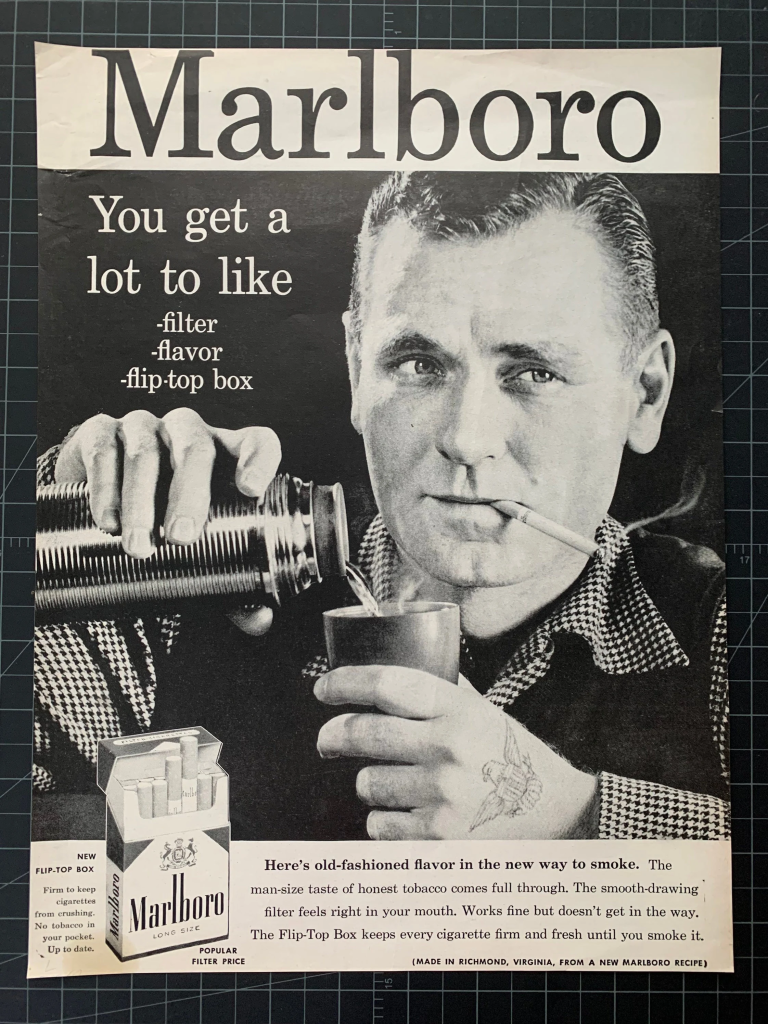 Marlboro
You get a
lot to like
-filter
-flavor
-flip-top box
NEW
FLIP-TOP BOX
Firm to keep
cigarettes
from crushing.
No tobacco in
your pocket.
Up to date.
Marlboro
Marlboro
LONG SIZE
POPULAR
FILTER PRICE
Here's old-fashioned flavor in the new way to smoke. The
man-size taste of honest tobacco comes full through. The smooth-drawing
filter feels right in your mouth. Works fine but doesn't get in the way.
The Flip-Top Box keeps every cigarette firm and fresh until you smoke it.
(MADE IN RICHMOND, VIRGINIA, FROM A NEW MARLBORO RECIPE)
17
15